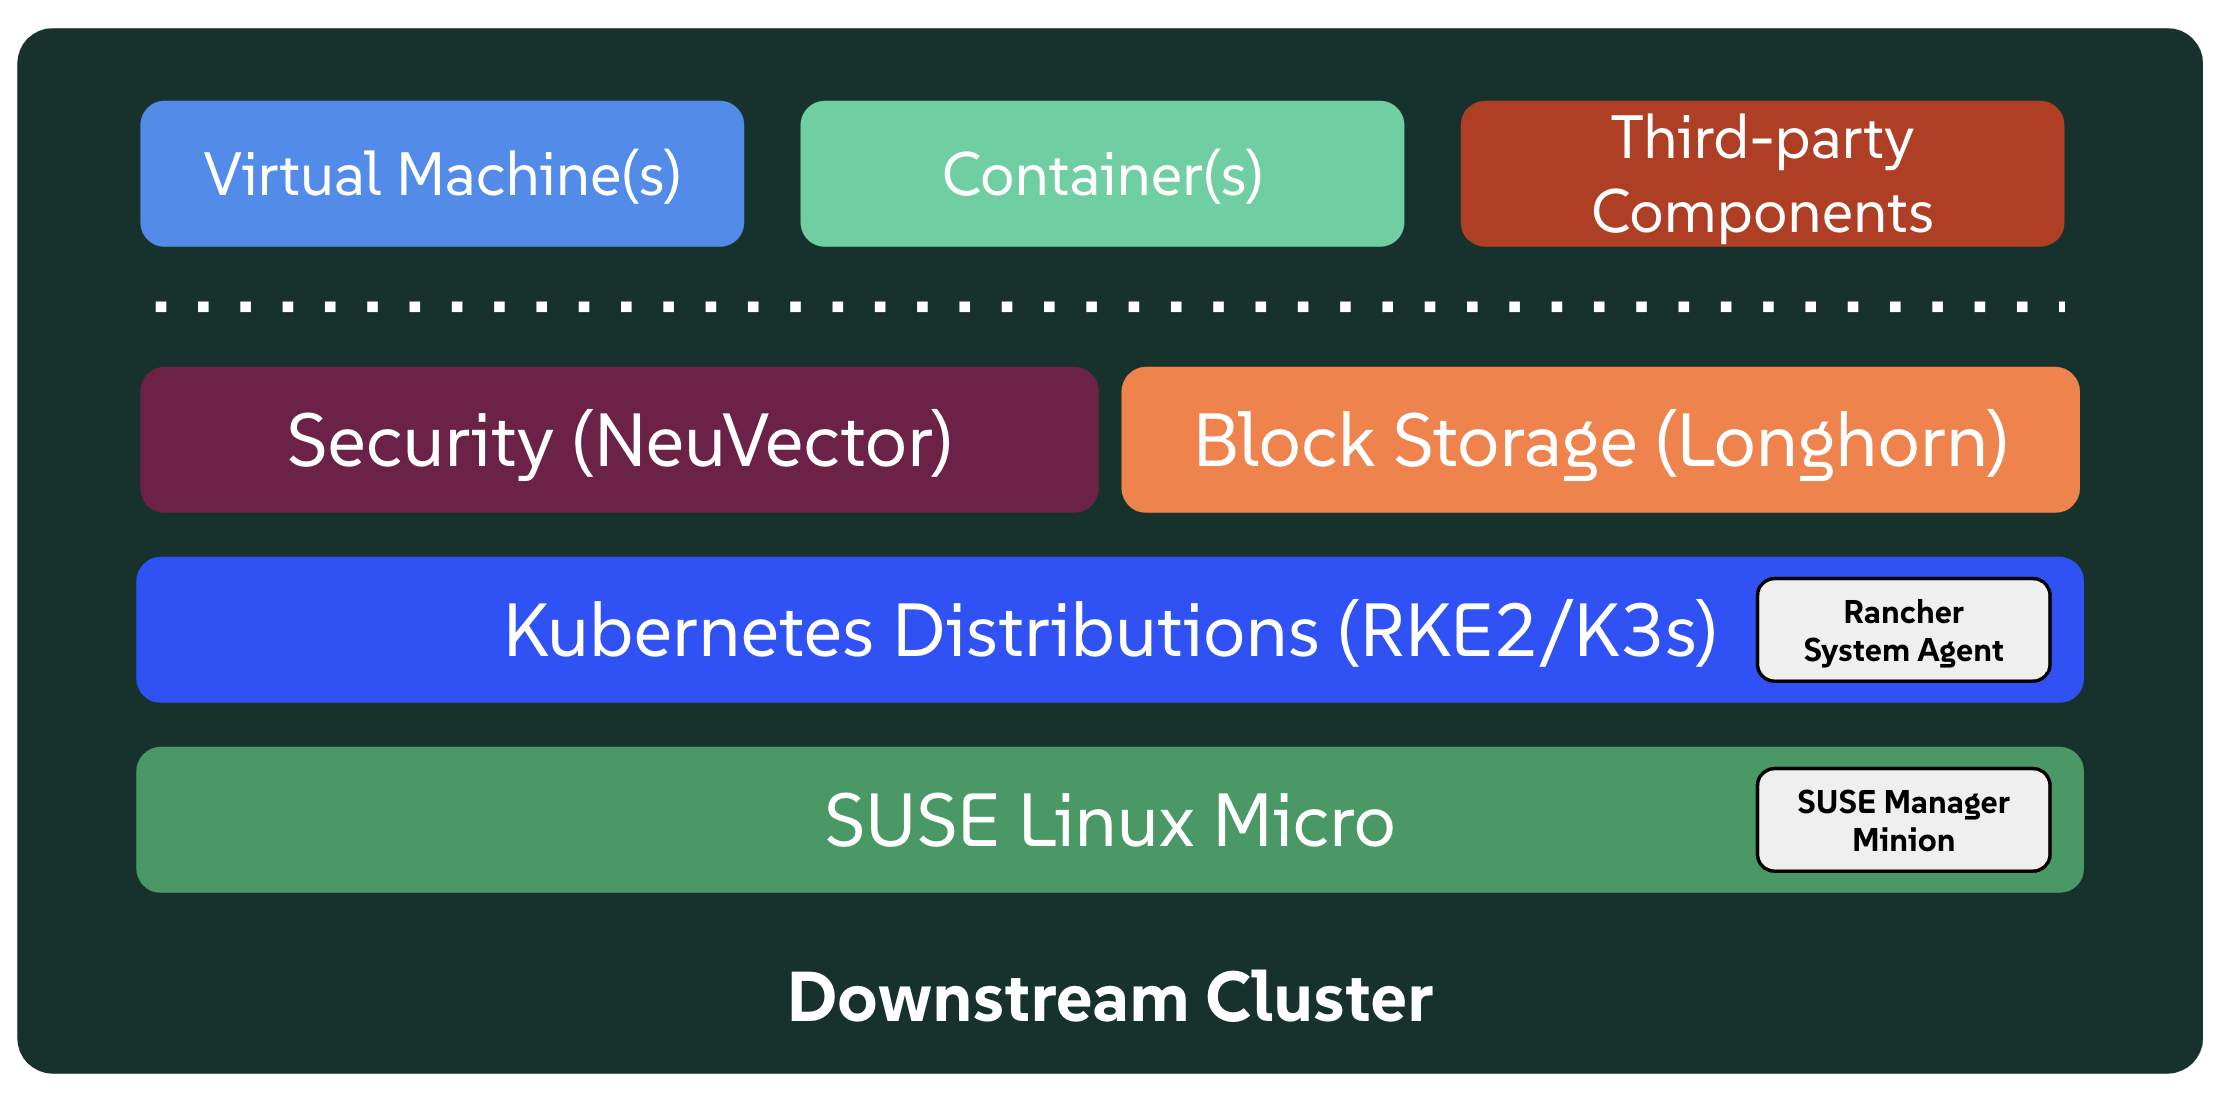 Virtual Machine(s)
Container(s)
Third-party
Components
Security (NeuVector)
Block Storage (Longhorn)
Kubernetes Distributions (RKE2/K3s)
Rancher
System Agent
SUSE Linux Micro
SUSE Manager
Minion
Downstream Cluster